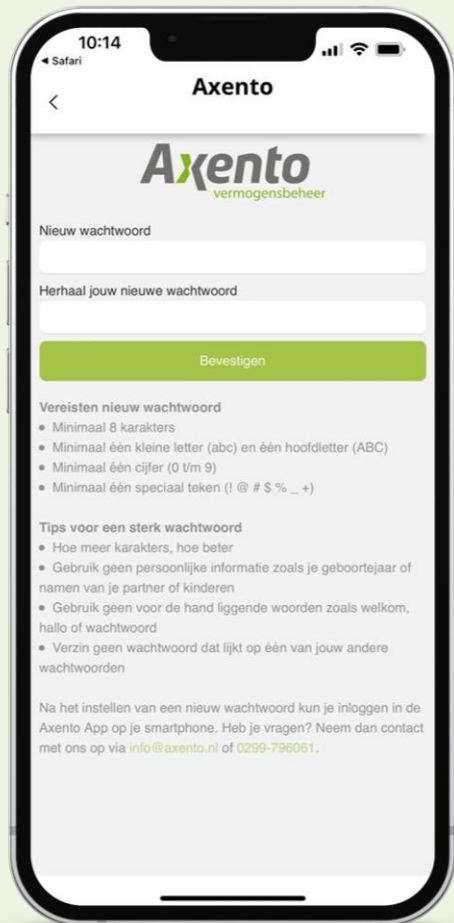 10:14
◄ Safari
Axento
Axento
vermogensbeheer
Nieuw wachtwoord
Herhaal jouw nieuwe wachtwoord
Bevestigen
Vereisten nieuw wachtwoord
• Minimaal 8 karakters
• Minimaal één kleine letter (abc) en één hoofdletter (ABC)
• Minimaal één cijfer (0 t/m 9)
• Minimaal één speciaal teken (! @ # $ % _ +)
Tips voor een sterk wachtwoord
• Hoe meer karakters, hoe beter
• Gebruik geen persoonlijke informatie zoals je geboortejaar of
namen van je partner of kinderen
• Gebruik geen voor de hand liggende woorden zoals welkom,
hallo of wachtwoord
• Verzin geen wachtwoord dat lijkt op één van jouw andere
wachtwoorden
Na het instellen van een nieuw wachtwoord kun je inloggen in de
Axento App op je smartphone. Heb je vragen? Neem dan contact
met ons op via info@axento.nl of 0299-796061.